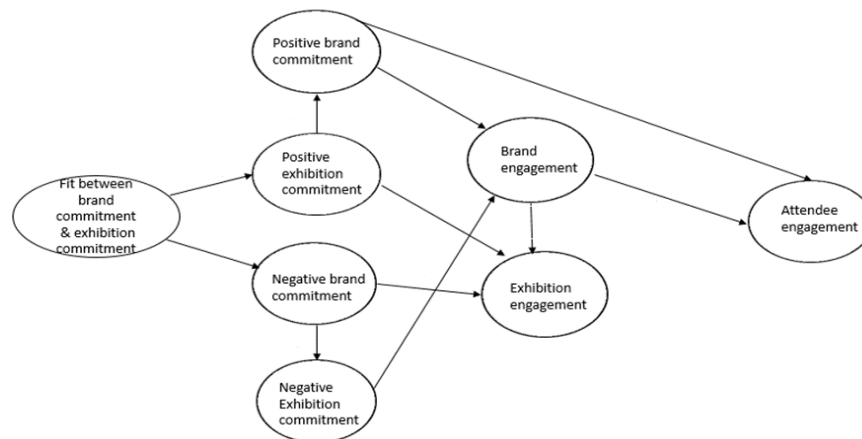 Positive brand
commitment
Positive
exhibition
commitment
Brand
engagement
Fit between
brand
commitment
& exhibition
commitment
Attendee
engagement
Negative brand
commitment
Exhibition
engagement
Negative
Exhibition
commitment